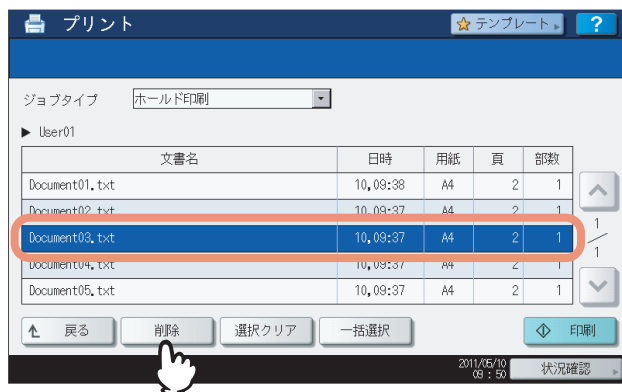 プリント テンプレート ?
ジョブタイプ ホールド印刷
User01
文書名 日時 用紙 頁 部数
Document01.txt 10,09:38 A4 2 1
Document02.txt 10,09:37 A4 2 1
Document03.txt 10,09:37 A4 2 1
Document04.txt 10,09:37 A4 2 1
Document05.txt 10,09:37 A4 2 1
1
1
戻る 削除 選択クリア 一括選択 印刷
2011/05/10
09 : 50 状況確認